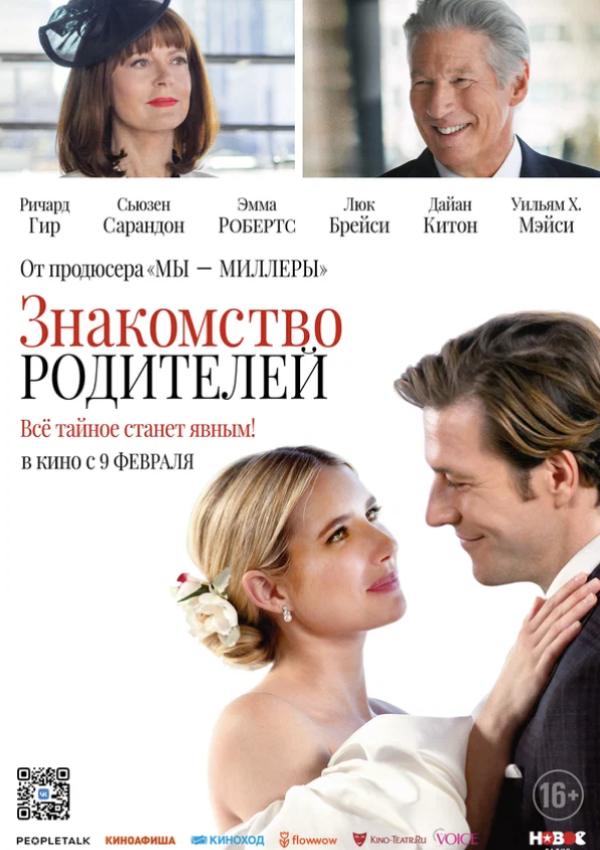 Ричард Гир
Сьюзен Сарандон
Эмма РОБЕРТС
Люк Брейси
Дайан Китон
Уильям Х. Мэйси
От продюсера «МЫ — МИЛЛЕРЫ»
Знакомство
РОДИТЕЛЕЙ
Всё тайное станет явным!
в кино с 9 ФЕВРАЛЯ
16+
PEOPLETALK КИНОАФИША КИНОХОД flowwow KINO-TEATR.RU VOICE НОВОЕ